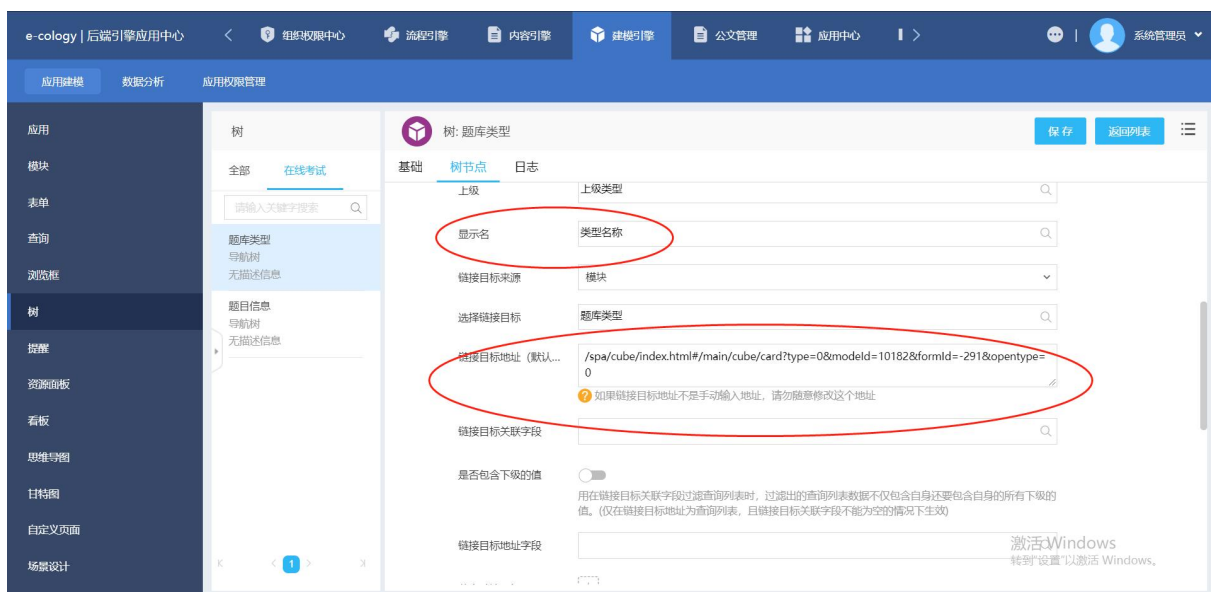 e-cology | 后端引擎应用中心
组织权限中心
流程引擎
内容引擎
建模引擎
公文管理
应用中心
系统管理员
应用建模
数据分析
应用权限管理
应用
模块
表单
查询
浏览框
树
提醒
资源面板
看板
思维导图
甘特图
自定义页面
场景设计
树
全部
在线考试
请输入关键字搜索
题库类型
导航树
无描述信息
题目信息
导航树
无描述信息
1
树: 题库类型
保存
返回列表
基础
树节点
日志
上级
上级类型
显示名
类型名称
链接目标来源
模块
选择链接目标
题库类型
链接目标地址（默认...
/spa/cube/index.html#/main/cube/card?type=0&modeId=10182&formId=-291&opentype=
0
如果链接目标地址不是手动输入地址，请勿随意修改这个地址
链接目标关联字段
是否包含下级的值
用在链接目标关联字段过滤查询列表时，过滤出的查询列表数据不仅包含自身还要包含自身的所有下级的
值。(仅在链接目标地址为查询列表，且链接目标关联字段不能为空的情况下生效)
链接目标地址字段
激活 Windows
转到"设置"以激活 Windows。